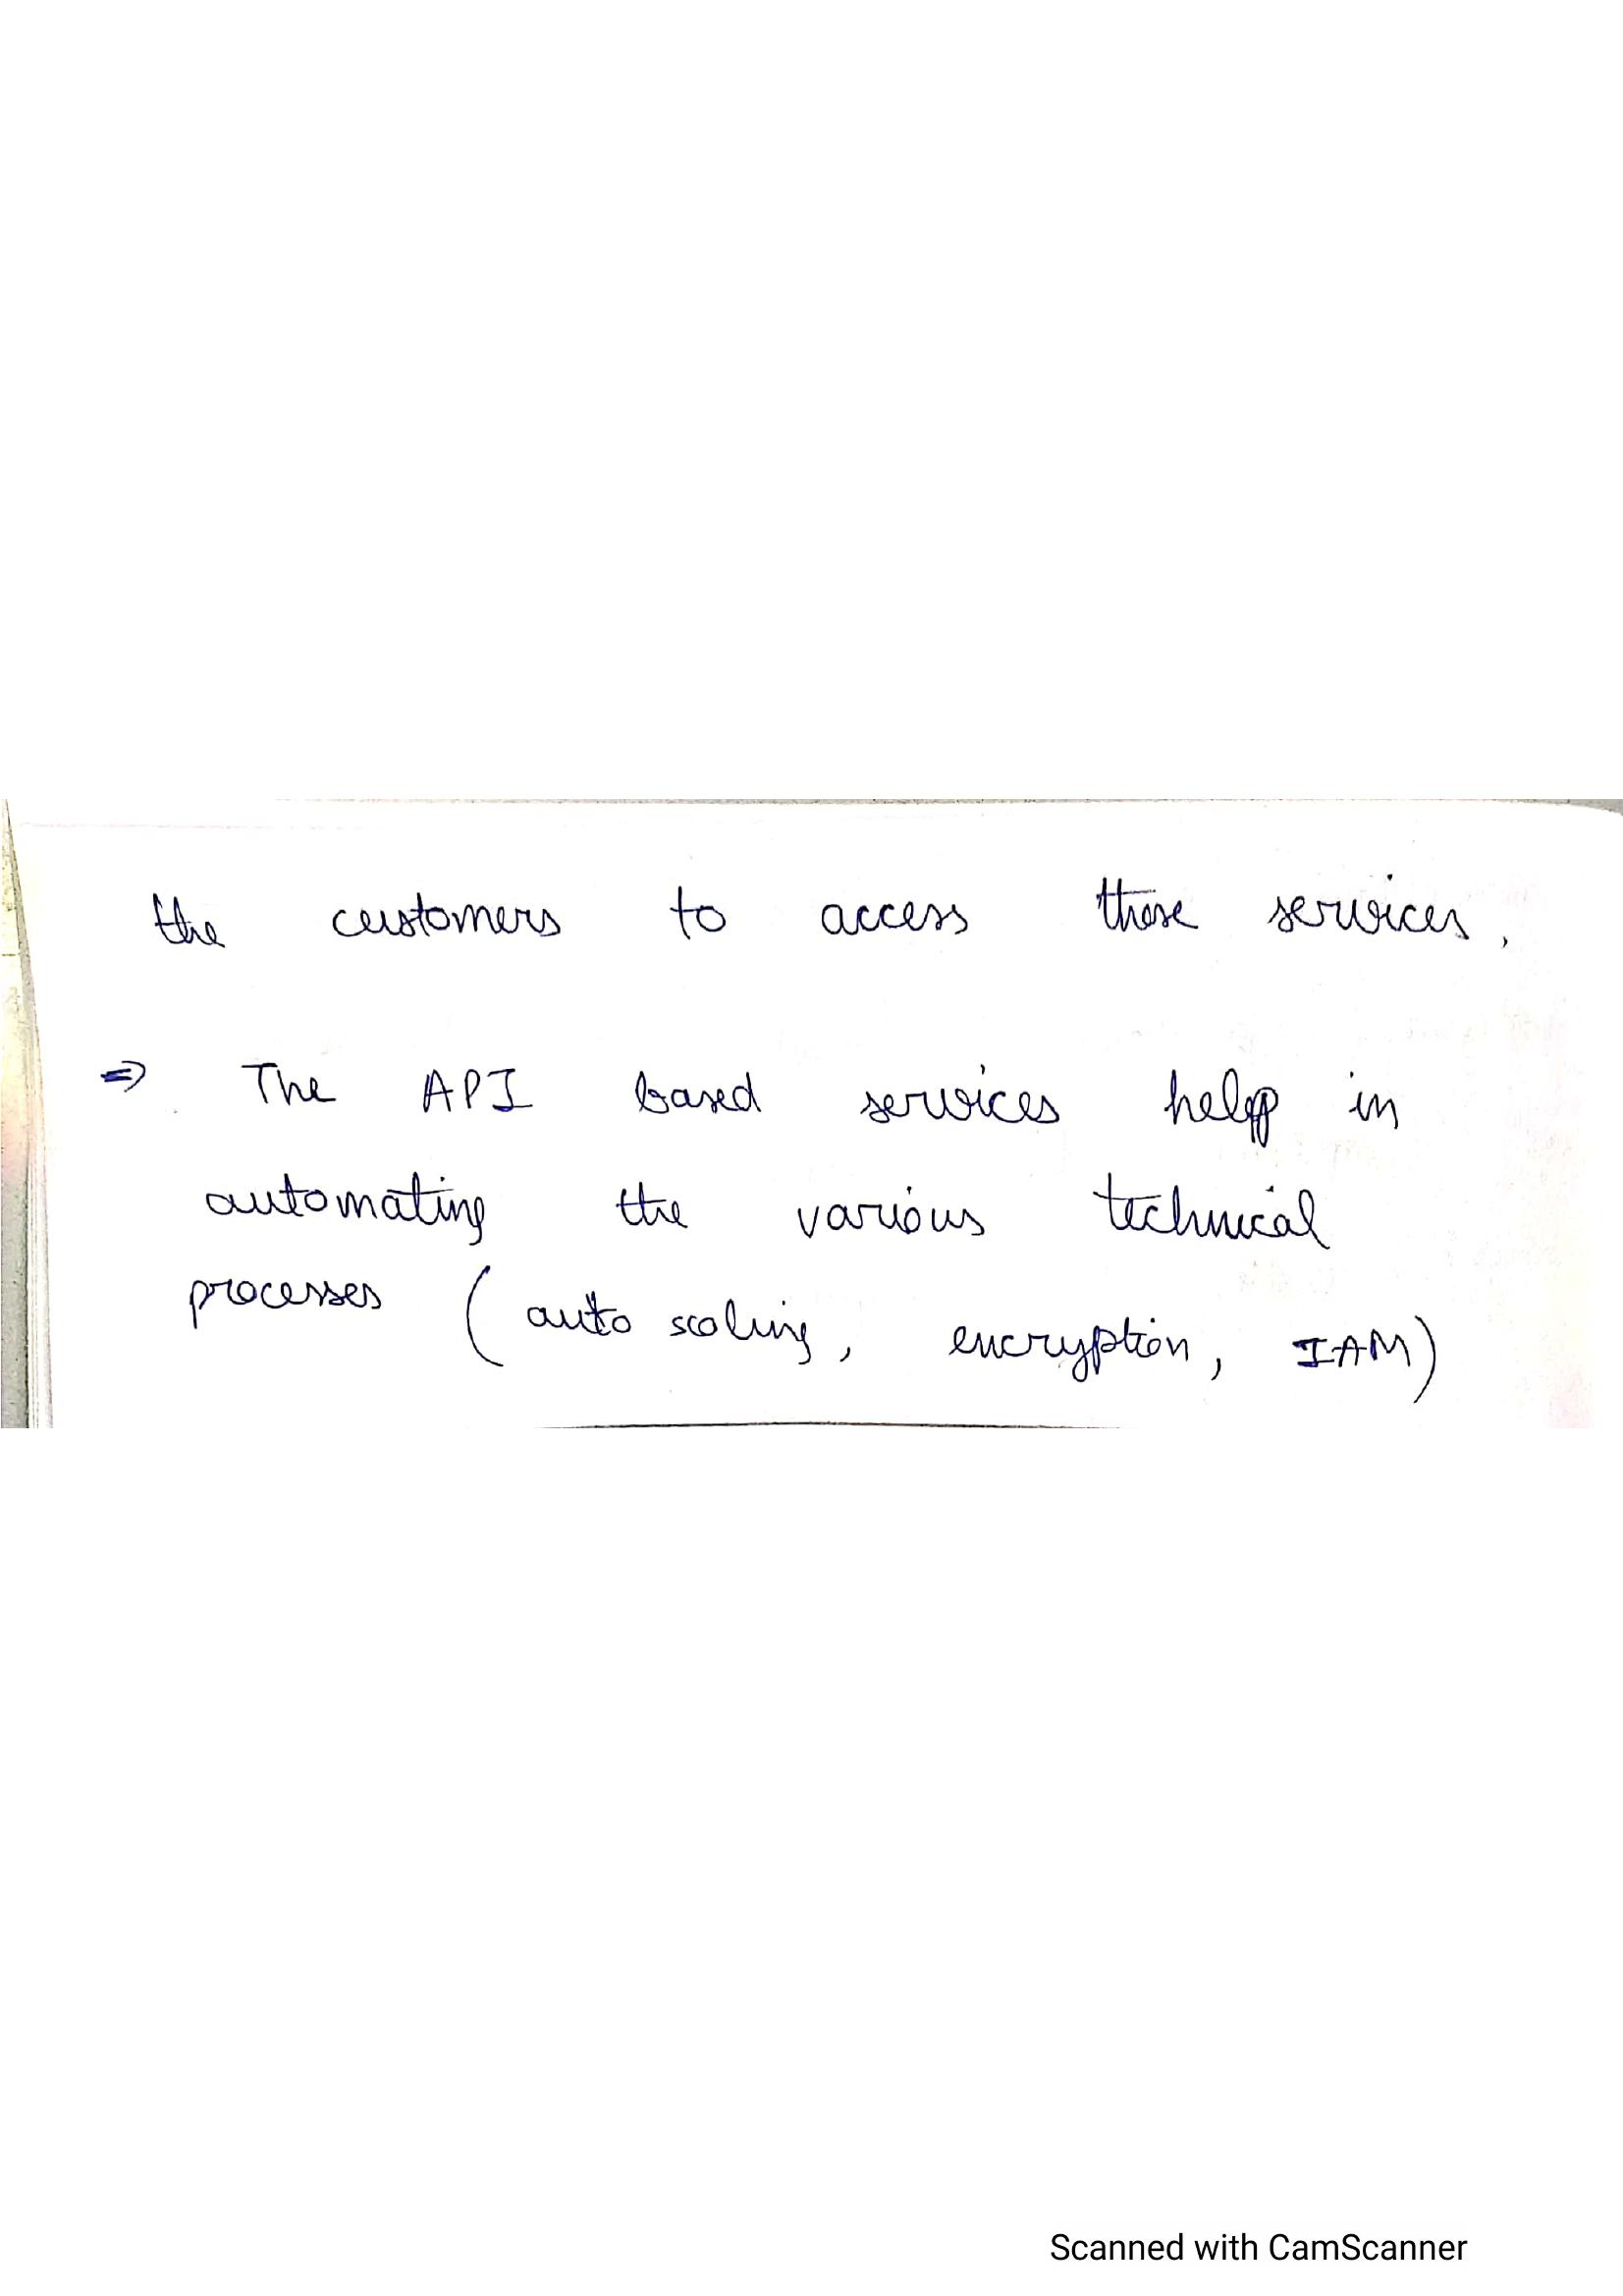 the customers to access those services,
⇒ The API based services help in
automating the various technical
processes (auto scaling, encryption, IAM)
Scanned with CamScanner